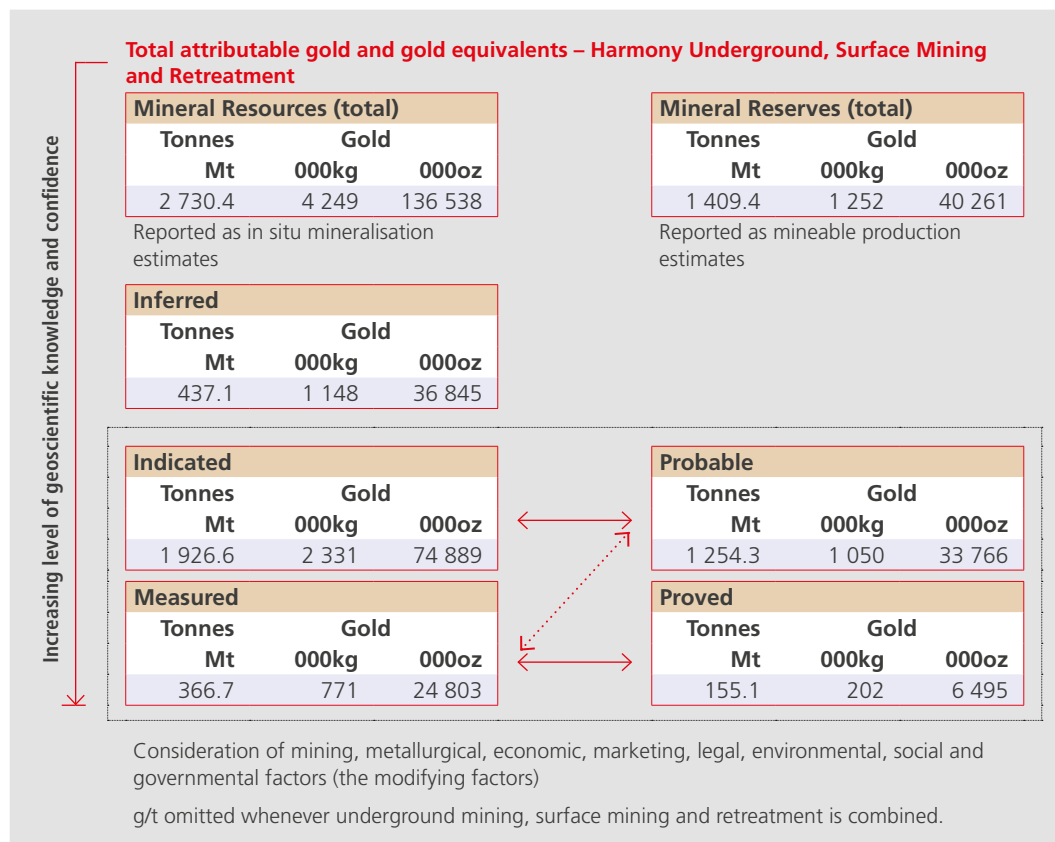 Total attributable gold and gold equivalents – Harmony Underground, Surface Mining
and Retreatment
Increasing level of geoscientific knowledge and confidence
Mineral Resources (total)
Tonnes Gold
Mt 000kg 000oz
2 730.4 4 249 136 538
Reported as in situ mineralisation
estimates
Mineral Reserves (total)
Tonnes Gold
Mt 000kg 000oz
1 409.4 1 252 40 261
Reported as mineable production
estimates
Inferred
Tonnes Gold
Mt 000kg 000oz
437.1 1 148 36 845
Indicated
Tonnes Gold
Mt 000kg 000oz
1 926.6 2 331 74 889
Probable
Tonnes Gold
Mt 000kg 000oz
1 254.3 1 050 33 766
Measured
Tonnes Gold
Mt 000kg 000oz
366.7 771 24 803
Proved
Tonnes Gold
Mt 000kg 000oz
155.1 202 6 495
Consideration of mining, metallurgical, economic, marketing, legal, environmental, social and
governmental factors (the modifying factors)
g/t omitted whenever underground mining, surface mining and retreatment is combined.